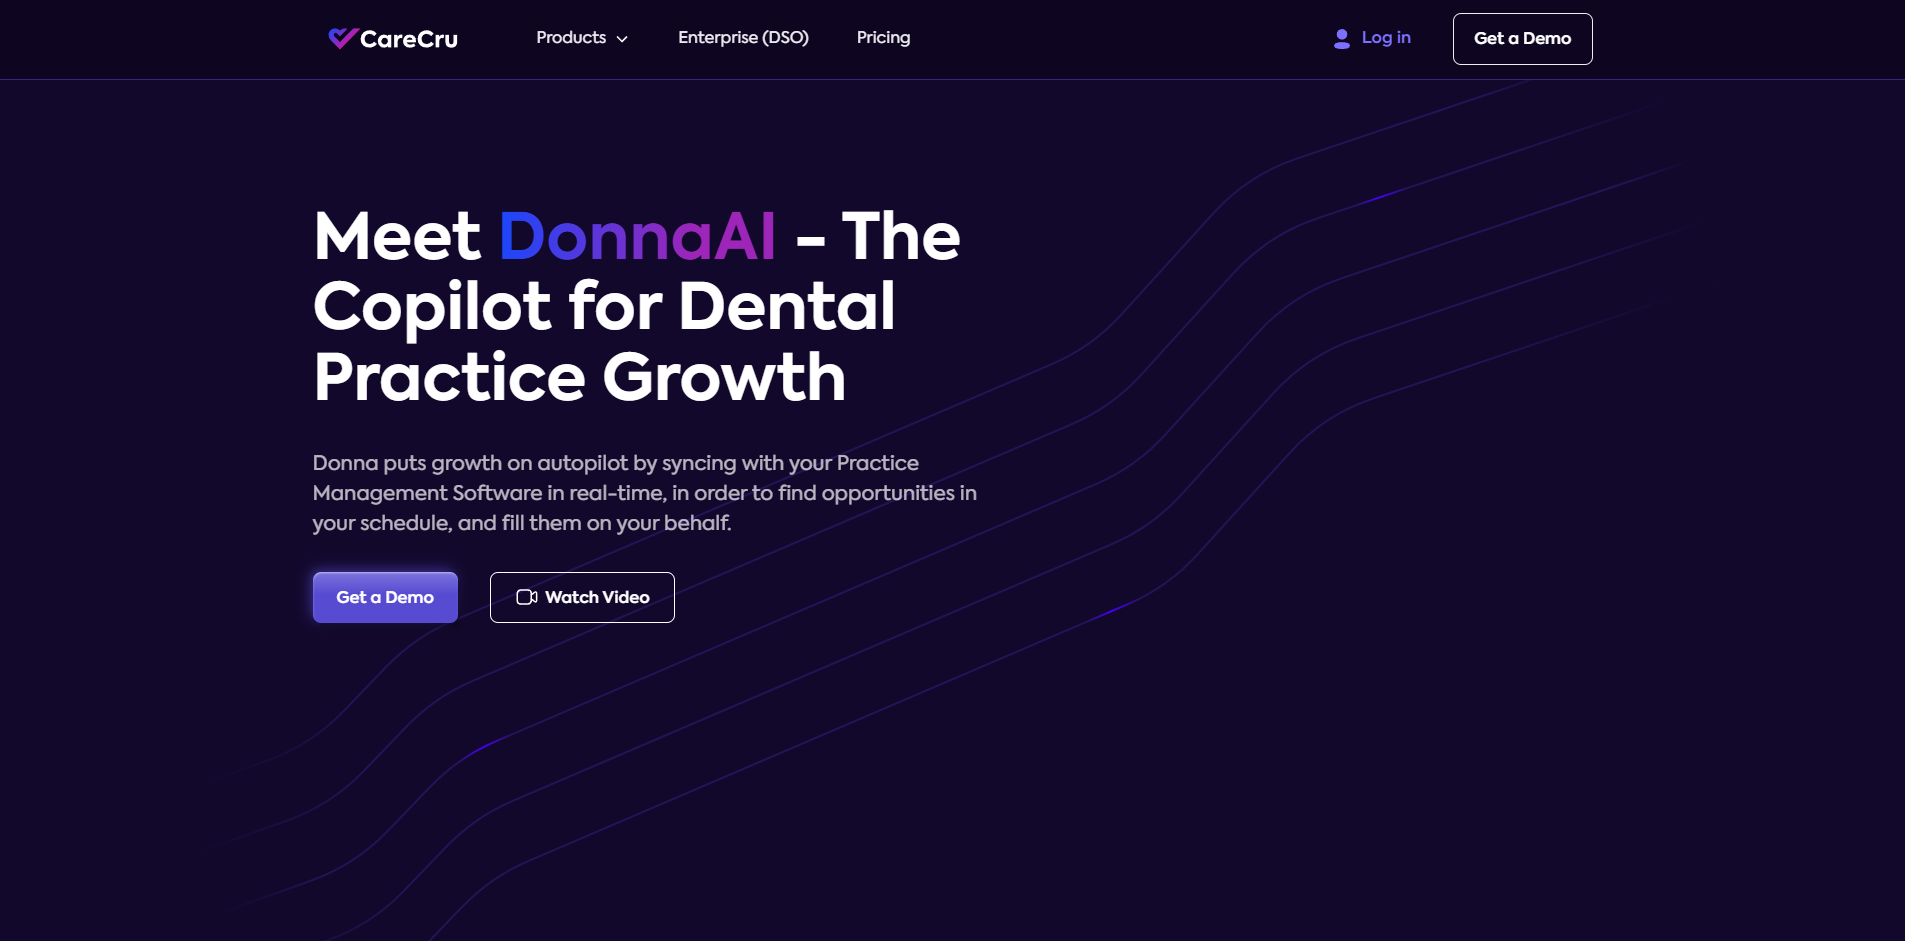 CareCru
Products
Enterprise (DSO)
Pricing
Log in
Get a Demo
Meet DonnaAI - The
Copilot for Dental
Practice Growth
Donna puts growth on autopilot by syncing with your Practice
Management Software in real-time, in order to find opportunities in
your schedule, and fill them on your behalf.
Get a Demo
Watch Video